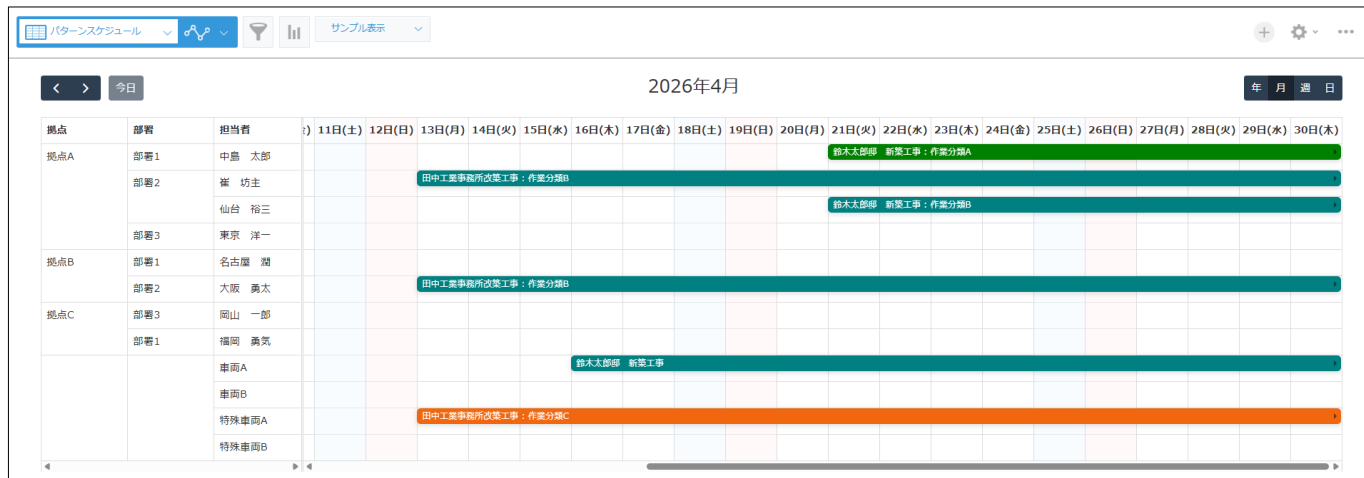 パターンスケジュール
サンプル表示
今日
2026年4月
年 月 週 日
拠点 部署 担当者 ) 11日(土) 12日(日) 13日(月) 14日(火) 15日(水) 16日(木) 17日(金) 18日(土) 19日(日) 20日(月) 21日(火) 22日(水) 23日(木) 24日(金) 25日(土) 26日(日) 27日(月) 28日(火) 29日(水) 30日(木)
拠点A 部署1 中島 太郎 鈴木太郎邸 新築工事:作業分類A
部署2 崔 坊主 田中工業事務所改築工事:作業分類B
仙台 裕三 鈴木太郎邸 新築工事:作業分類B
部署3 東京 洋一
拠点B 部署1 名古屋 潤
部署2 大阪 勇太 田中工業事務所改築工事:作業分類B
拠点C 部署3 岡山 一郎
部署1 福岡 勇気
車両A 鈴木太郎邸 新築工事
車両B
特殊車両A 田中工業事務所改築工事:作業分類C
特殊車両B